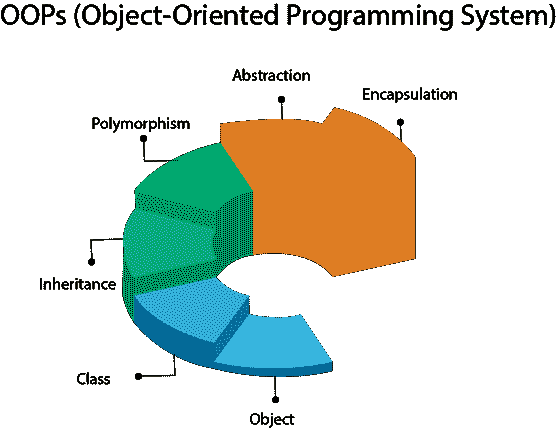 OOPs (Object-Oriented Programming System)
Abstraction
Encapsulation
Polymorphism
Inheritance
Class
Object